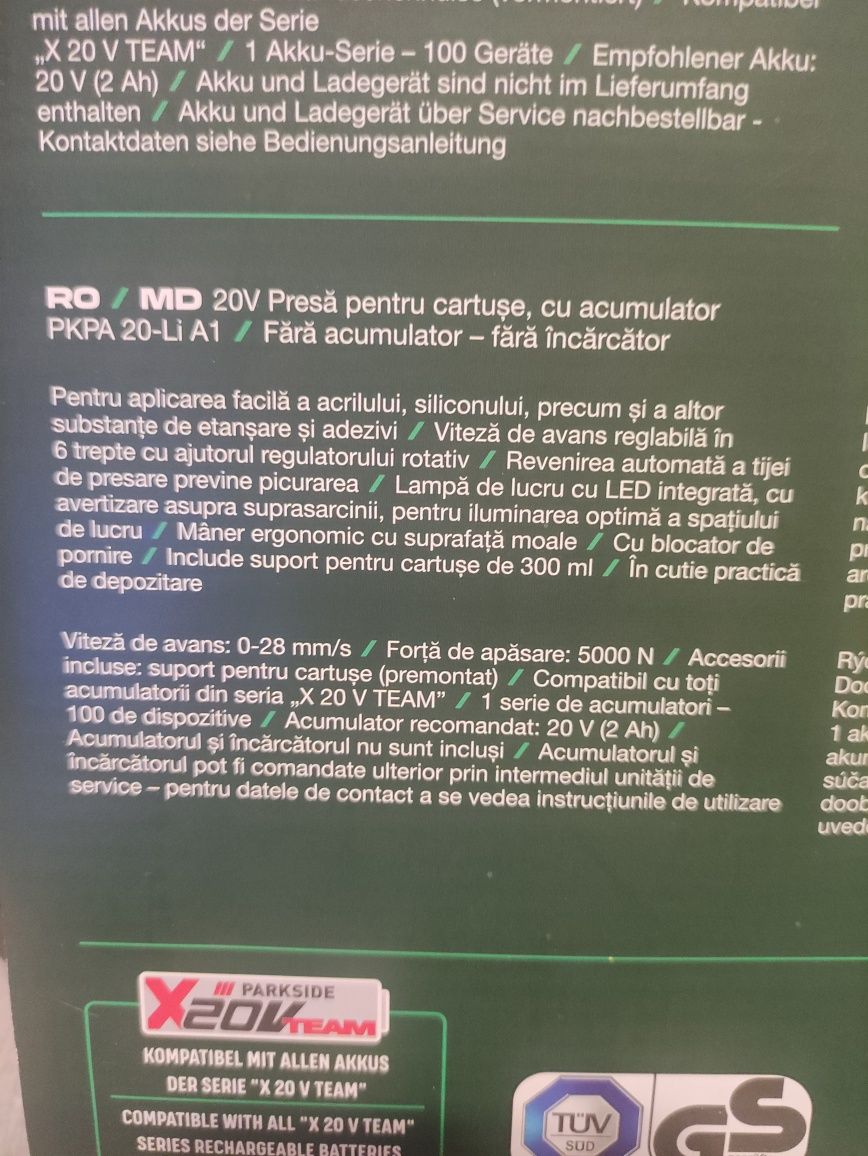 mit allen Akkus der Serie
„X 20 V TEAM“ / 1 Akku-Serie – 100 Geräte / Empfohlener Akku:
20 V (2 Ah) / Akku und Ladegerät sind nicht im Lieferumfang
enthalten / Akku und Ladegerät über Service nachbestellbar -
Kontaktdaten siehe Bedienungsanleitung
RO / MD 20V Presă pentru cartușe, cu acumulator
PKPA 20-Li A1 / Fără acumulator – fără încărcător
Pentru aplicarea facilă a acrilului, siliconului, precum și a altor
substanțe de etanșare și adezivi / Viteză de avans reglabilă în
6 trepte cu ajutorul regulatorului rotativ / Revenirea automată a tijei
de presare previne picurarea / Lampă de lucru cu LED integrată, cu
avertizare asupra suprasarcinii, pentru iluminarea optimă a spațiului
de lucru / Mâner ergonomic cu suprafață moale / Cu blocator de
pornire / Include suport pentru cartușe de 300 ml / În cutie practică
de depozitare
Viteză de avans: 0-28 mm/s / Forță de apăsare: 5000 N / Accesorii
incluse: suport pentru cartușe (premontat) / Compatibil cu toți
acumulatorii din seria „X 20 V TEAM” / 1 serie de acumulatori –
100 de dispozitive / Acumulator recomandat: 20 V (2 Ah) /
Acumulatorul și încărcătorul nu sunt incluși / Acumulatorul și
încărcătorul pot fi comandate ulterior prin intermediul unității de
service – pentru datele de contact a se vedea instrucțiunile de utilizare
1 ak
uved
/// PARKSIDE
X20V TEAM
KOMPATIBEL MIT ALLEN AKKUS
DER SERIE "X 20 V TEAM"
COMPATIBLE WITH ALL "X 20 V TEAM"
SERIES RECHARGEABLE BATTERIES
TÜV
SÜD
GS